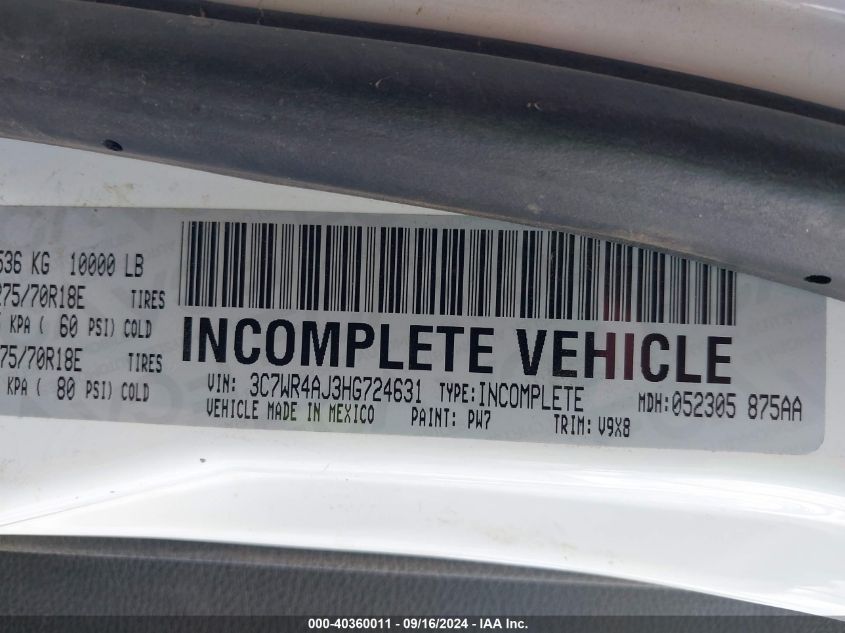 536 KG 10000 LB
275/70R18E TIRES
KPA ( 60 PSI) COLD
75/70R18E TIRES
KPA ( 80 PSI) COLD
INCOMPLETE VEHICLE
VIN: 3C7WR4AJ3HG724631 TYPE:INCOMPLETE MDH:052305 875AA
VEHICLE MADE IN MEXICO PAINT: PW7 TRIM: V9X8
000-40360011 - 09/16/2024 - IAA Inc.